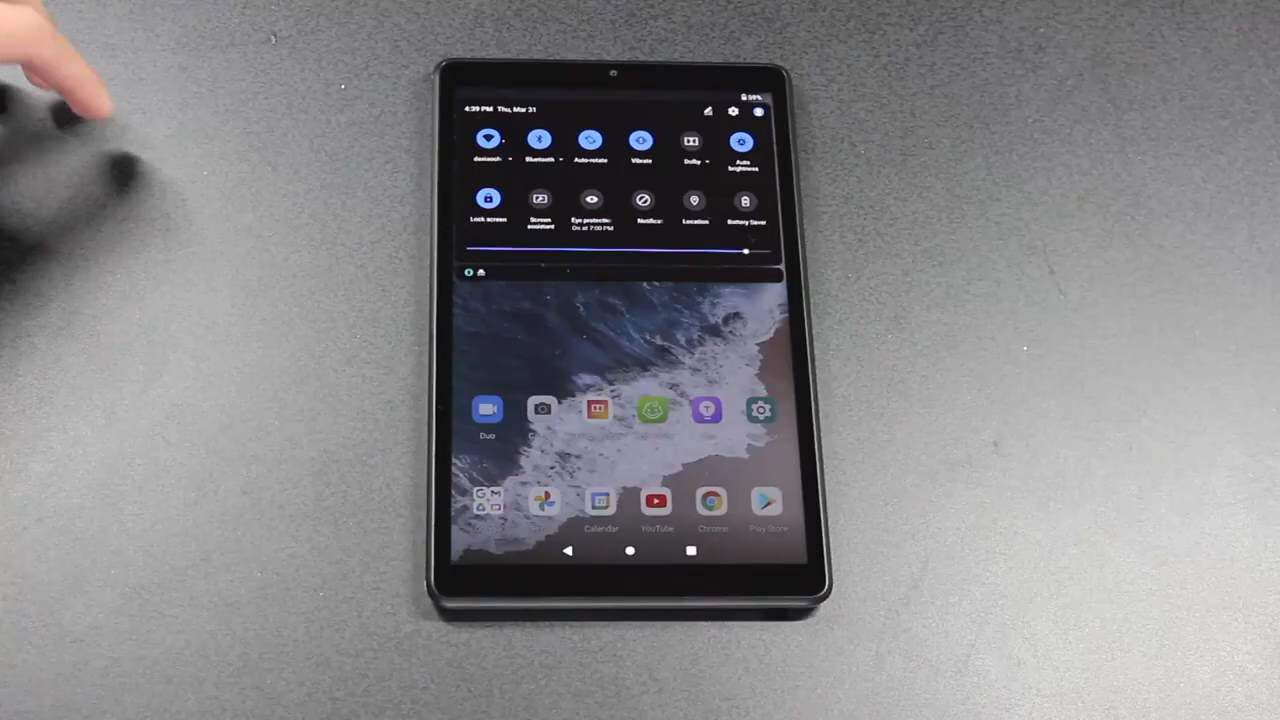 59%
4:39 PM Thu, Mar 31
Bluetooth Auto-rotate Vibrate Dolby Auto
brightness
Lock screen Screen
assistant Eye protectio
On at 7:00 PM Location Battery Saver
Duo
Calendar YouTube Chrome Play Store